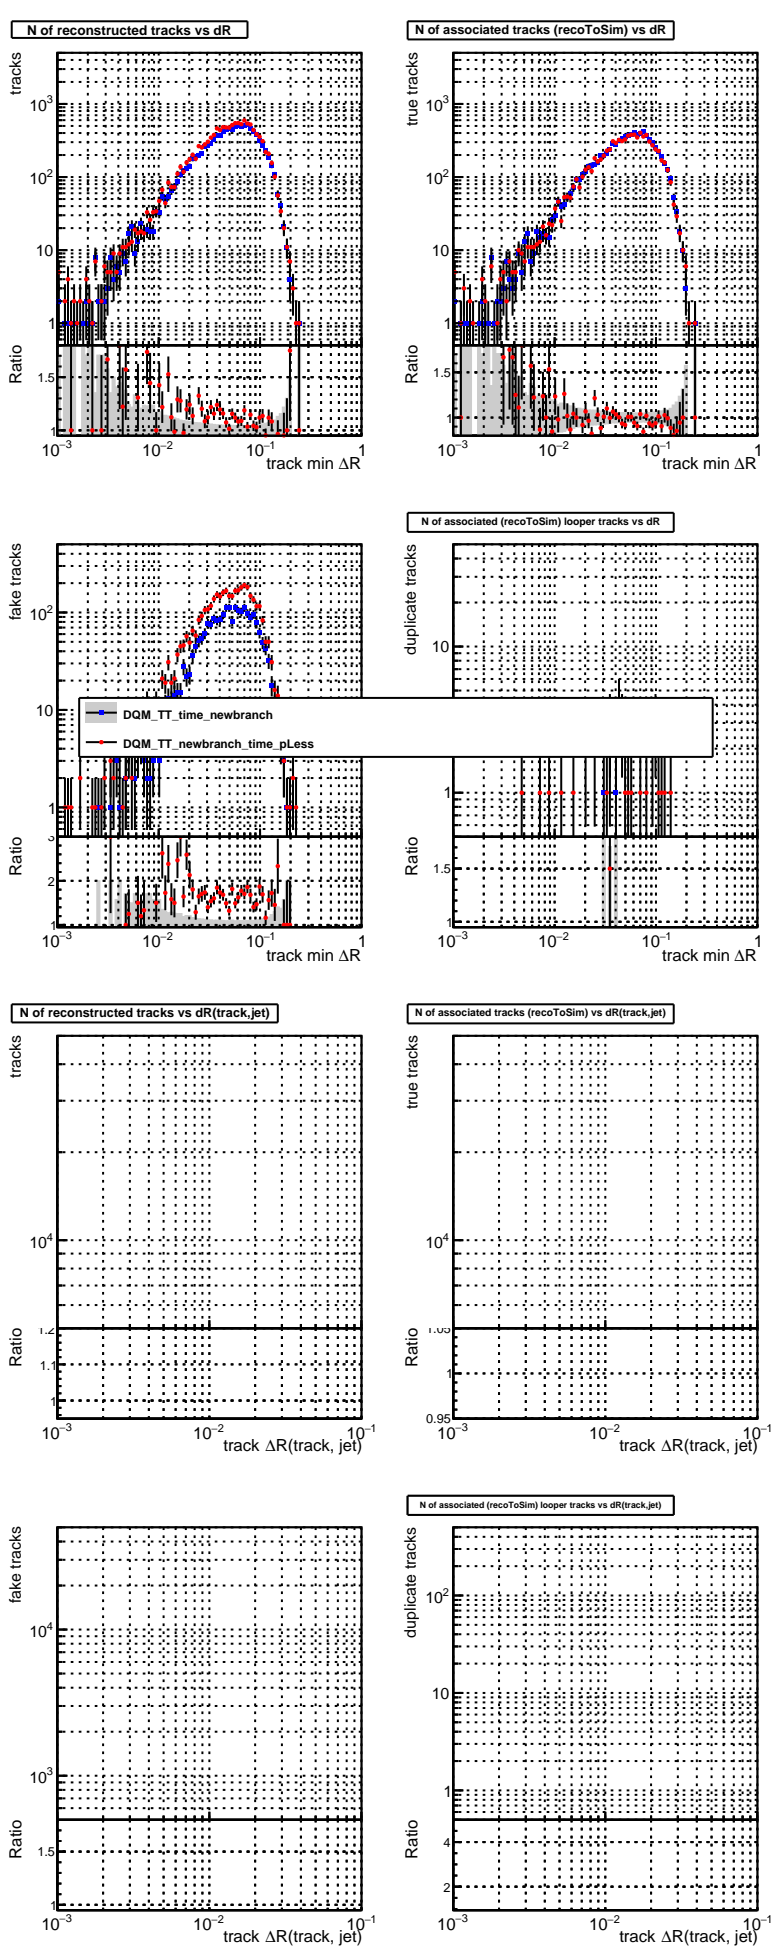 N of reconstructed tracks vs dR
tracks
10³
10²
10
1
Ratio
1.5
1
10⁻³
10⁻²
10⁻¹
1
track min ΔR
N of associated tracks (recoToSim) vs dR
true tracks
10³
10²
10
1
Ratio
1.5
1
10⁻³
10⁻²
10⁻¹
1
track min ΔR
fake tracks
10²
10
1
Ratio
2
1
10⁻³
10⁻²
10⁻¹
1
track min ΔR
N of associated (recoToSim) looper tracks vs dR
duplicate tracks
10
1
Ratio
1.5
1
10⁻³
10⁻²
10⁻¹
1
track min ΔR
DQM_TT_time_newbranch
DQM_TT_newbranch_time_pLess
N of reconstructed tracks vs dR(track,jet)
tracks
10⁴
Ratio
1.2
1.1
1
10⁻³
10⁻²
10⁻¹
track ΔR(track, jet)
N of associated tracks (recoToSim) vs dR(track,jet)
true tracks
10⁴
Ratio
1.05
1
0.95
10⁻³
10⁻²
10⁻¹
track ΔR(track, jet)
fake tracks
10⁴
10³
Ratio
1.5
1
10⁻³
10⁻²
10⁻¹
track ΔR(track, jet)
N of associated (recoToSim) looper tracks vs dR(track,jet)
duplicate tracks
10²
10
1
Ratio
4
2
10⁻³
10⁻²
10⁻¹
track ΔR(track, jet)